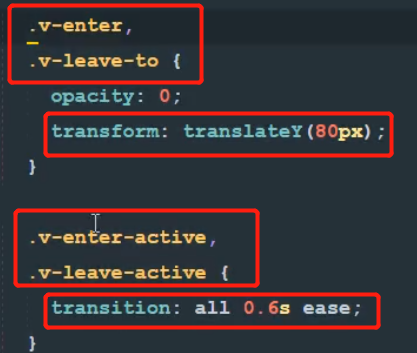 .v-enter,
.v-leave-to {
opacity: 0;
transform: translateY(80px);
}
.v-enter-active,
.v-leave-active {
transition: all 0.6s ease;
}